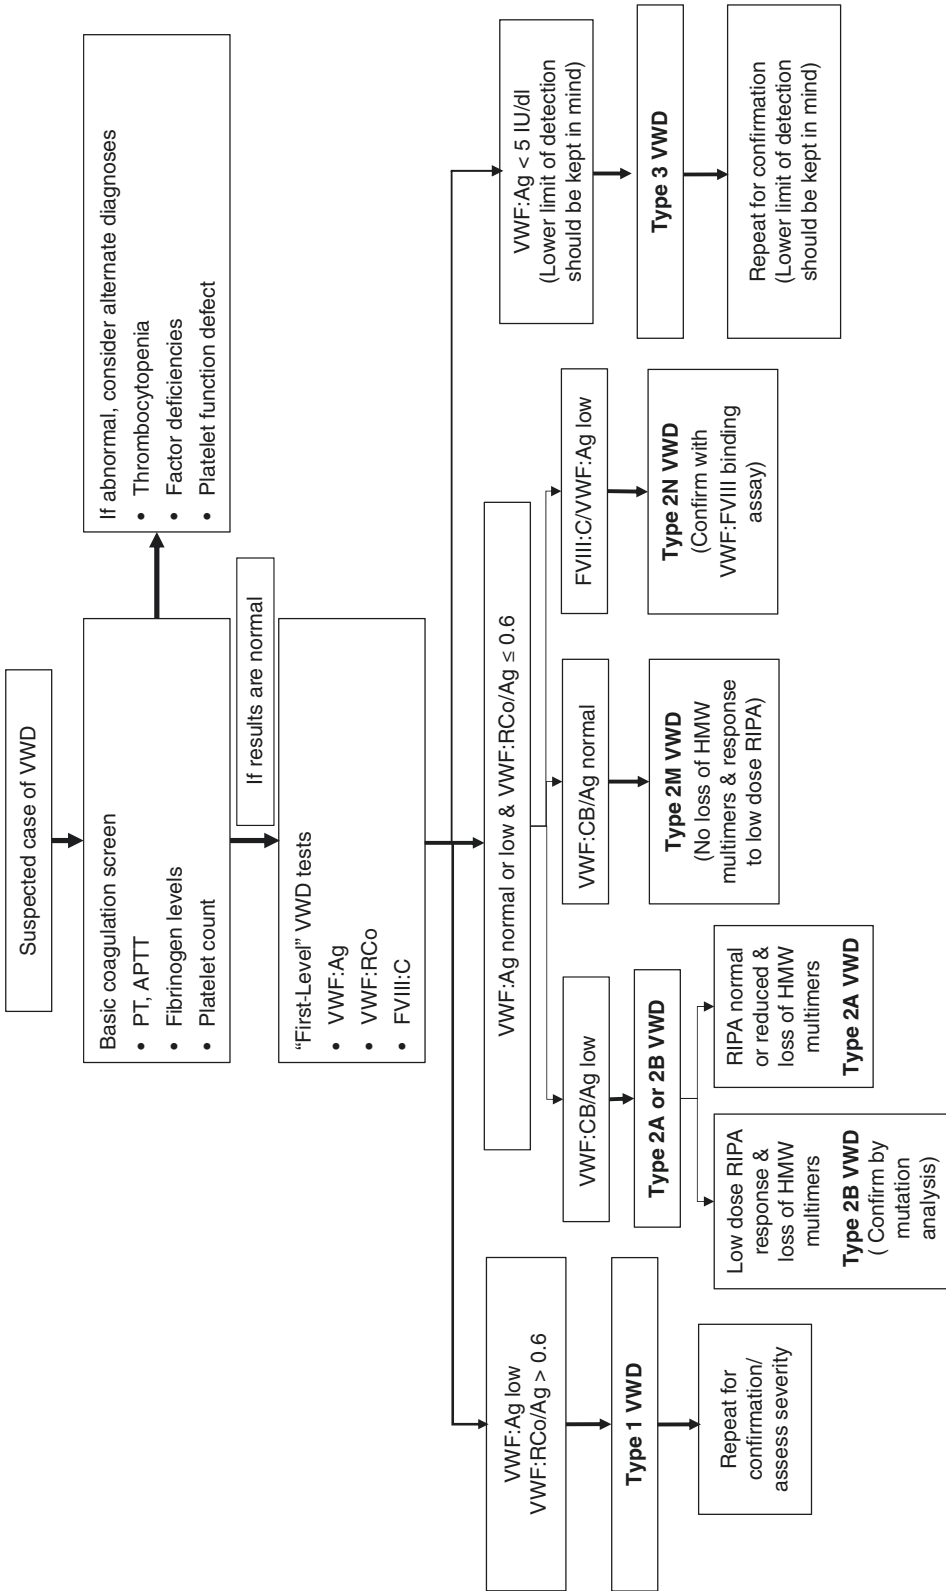 Suspected case of VWD
Basic coagulation screen
• PT, APTT
• Fibrinogen levels
• Platelet count
If abnormal, consider alternate diagnoses
• Thrombocytopenia
• Factor deficiencies
• Platelet function defect
If results are normal
“First-Level” VWD tests
• VWF:Ag
• VWF:RCo
• FVIII:C
VWF:Ag low
VWF:RCo/Ag > 0.6
Type 1 VWD
Repeat for
confirmation/
assess severity
VWF:Ag normal or low & VWF:RCo/Ag ≤ 0.6
VWF:CB/Ag low
Type 2A or 2B VWD
Low dose RIPA
response &
loss of HMW
multimers
Type 2B VWD
( Confirm by
mutation
analysis)
RIPA normal
or reduced &
loss of HMW
multimers
Type 2A VWD
VWF:CB/Ag normal
Type 2M VWD
(No loss of HMW
multimers & response
to low dose RIPA)
FVIII:C/VWF:Ag low
Type 2N VWD
(Confirm with
VWF:FVIII binding
assay)
VWF:Ag < 5 IU/dl
(Lower limit of detection
should be kept in mind)
Type 3 VWD
Repeat for confirmation
(Lower limit of detection
should be kept in mind)